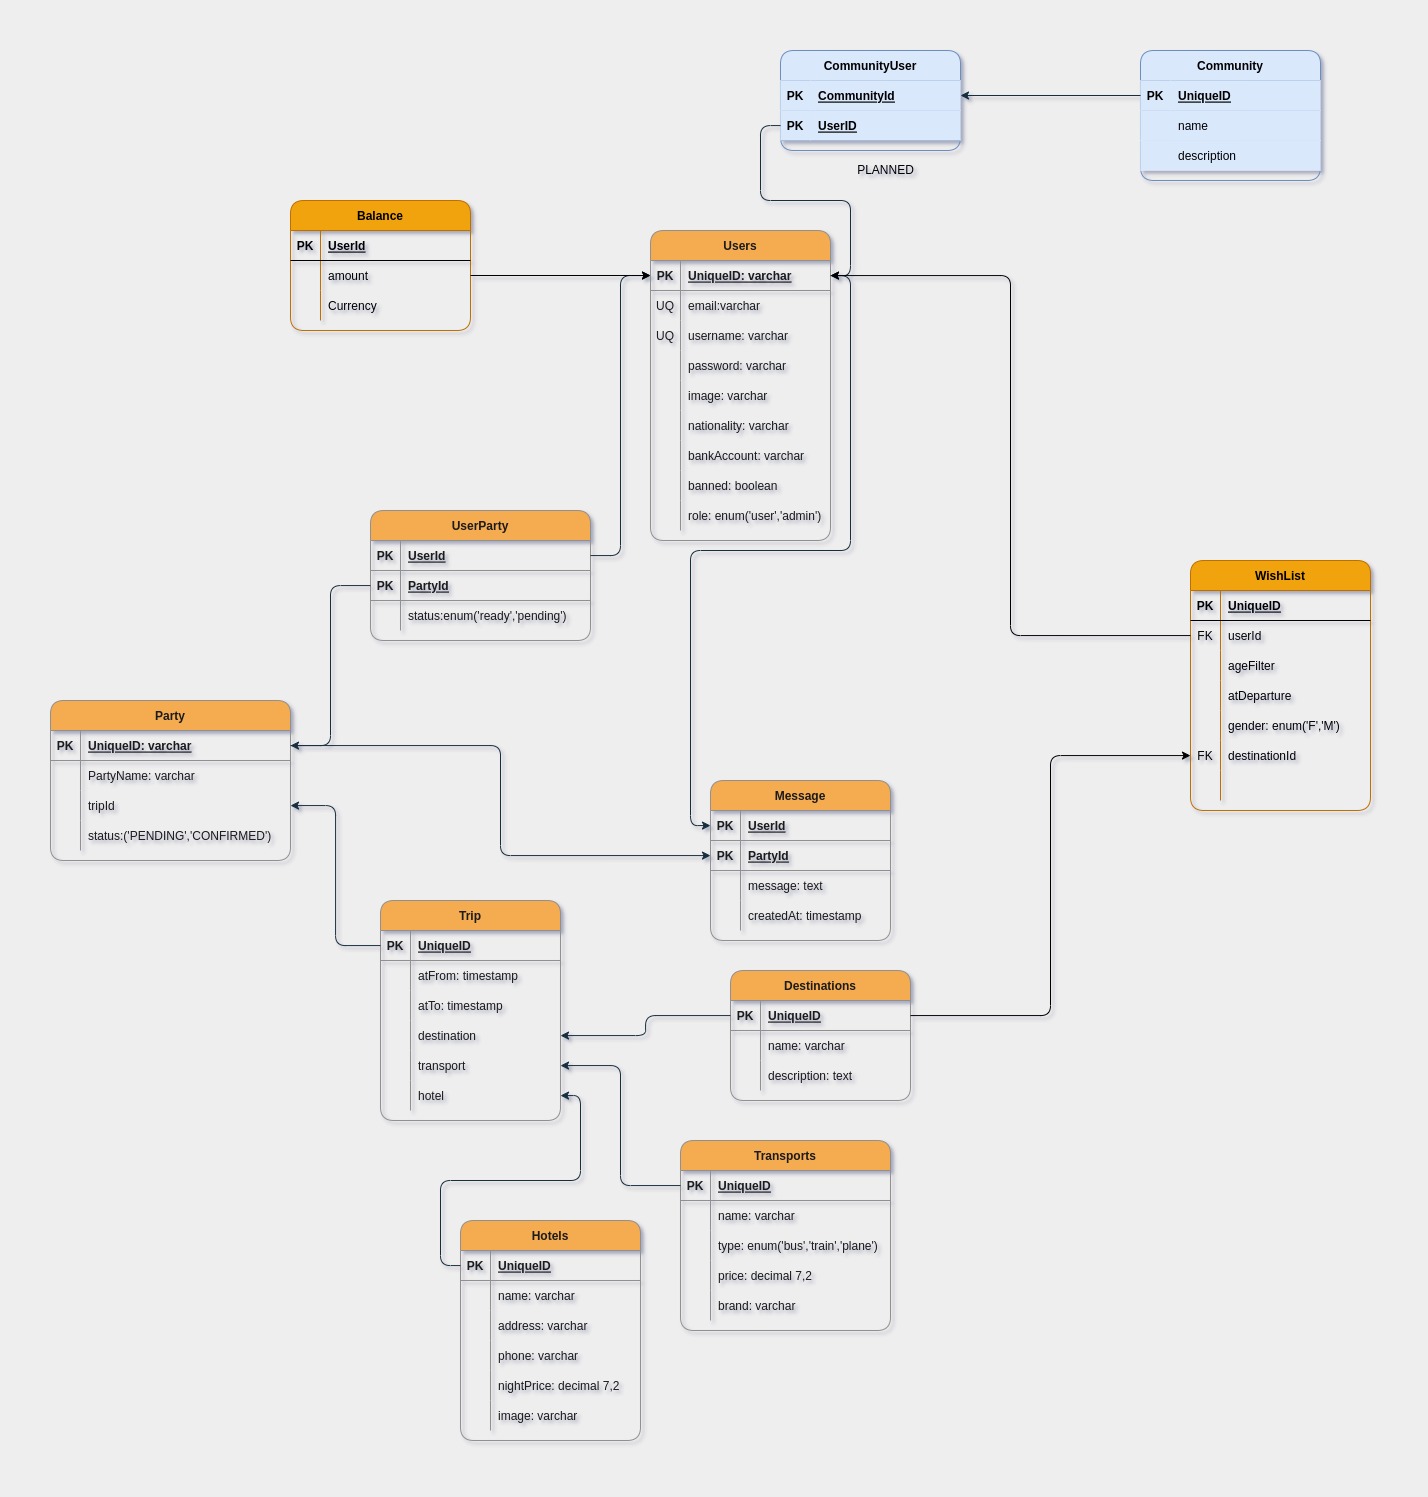 CommunityUser
PK CommunityId
PK UserID
PLANNED
Community
PK UniqueID
name
description
Balance
PK UserId
amount
Currency
Users
PK UniqueID: varchar
UQ email:varchar
UQ username: varchar
password: varchar
image: varchar
nationality: varchar
bankAccount: varchar
banned: boolean
role: enum('user','admin')
UserParty
PK UserId
PK PartyId
status:enum('ready','pending')
WishList
PK UniqueID
FK userId
ageFilter
atDeparture
gender: enum('F','M')
FK destinationId
Party
PK UniqueID: varchar
PartyName: varchar
tripId
status:('PENDING','CONFIRMED')
Message
PK UserId
PK PartyId
message: text
createdAt: timestamp
Trip
PK UniqueID
atFrom: timestamp
atTo: timestamp
destination
transport
hotel
Destinations
PK UniqueID
name: varchar
description: text
Transports
PK UniqueID
name: varchar
type: enum('bus','train','plane')
price: decimal 7,2
brand: varchar
Hotels
PK UniqueID
name: varchar
address: varchar
phone: varchar
nightPrice: decimal 7,2
image: varchar